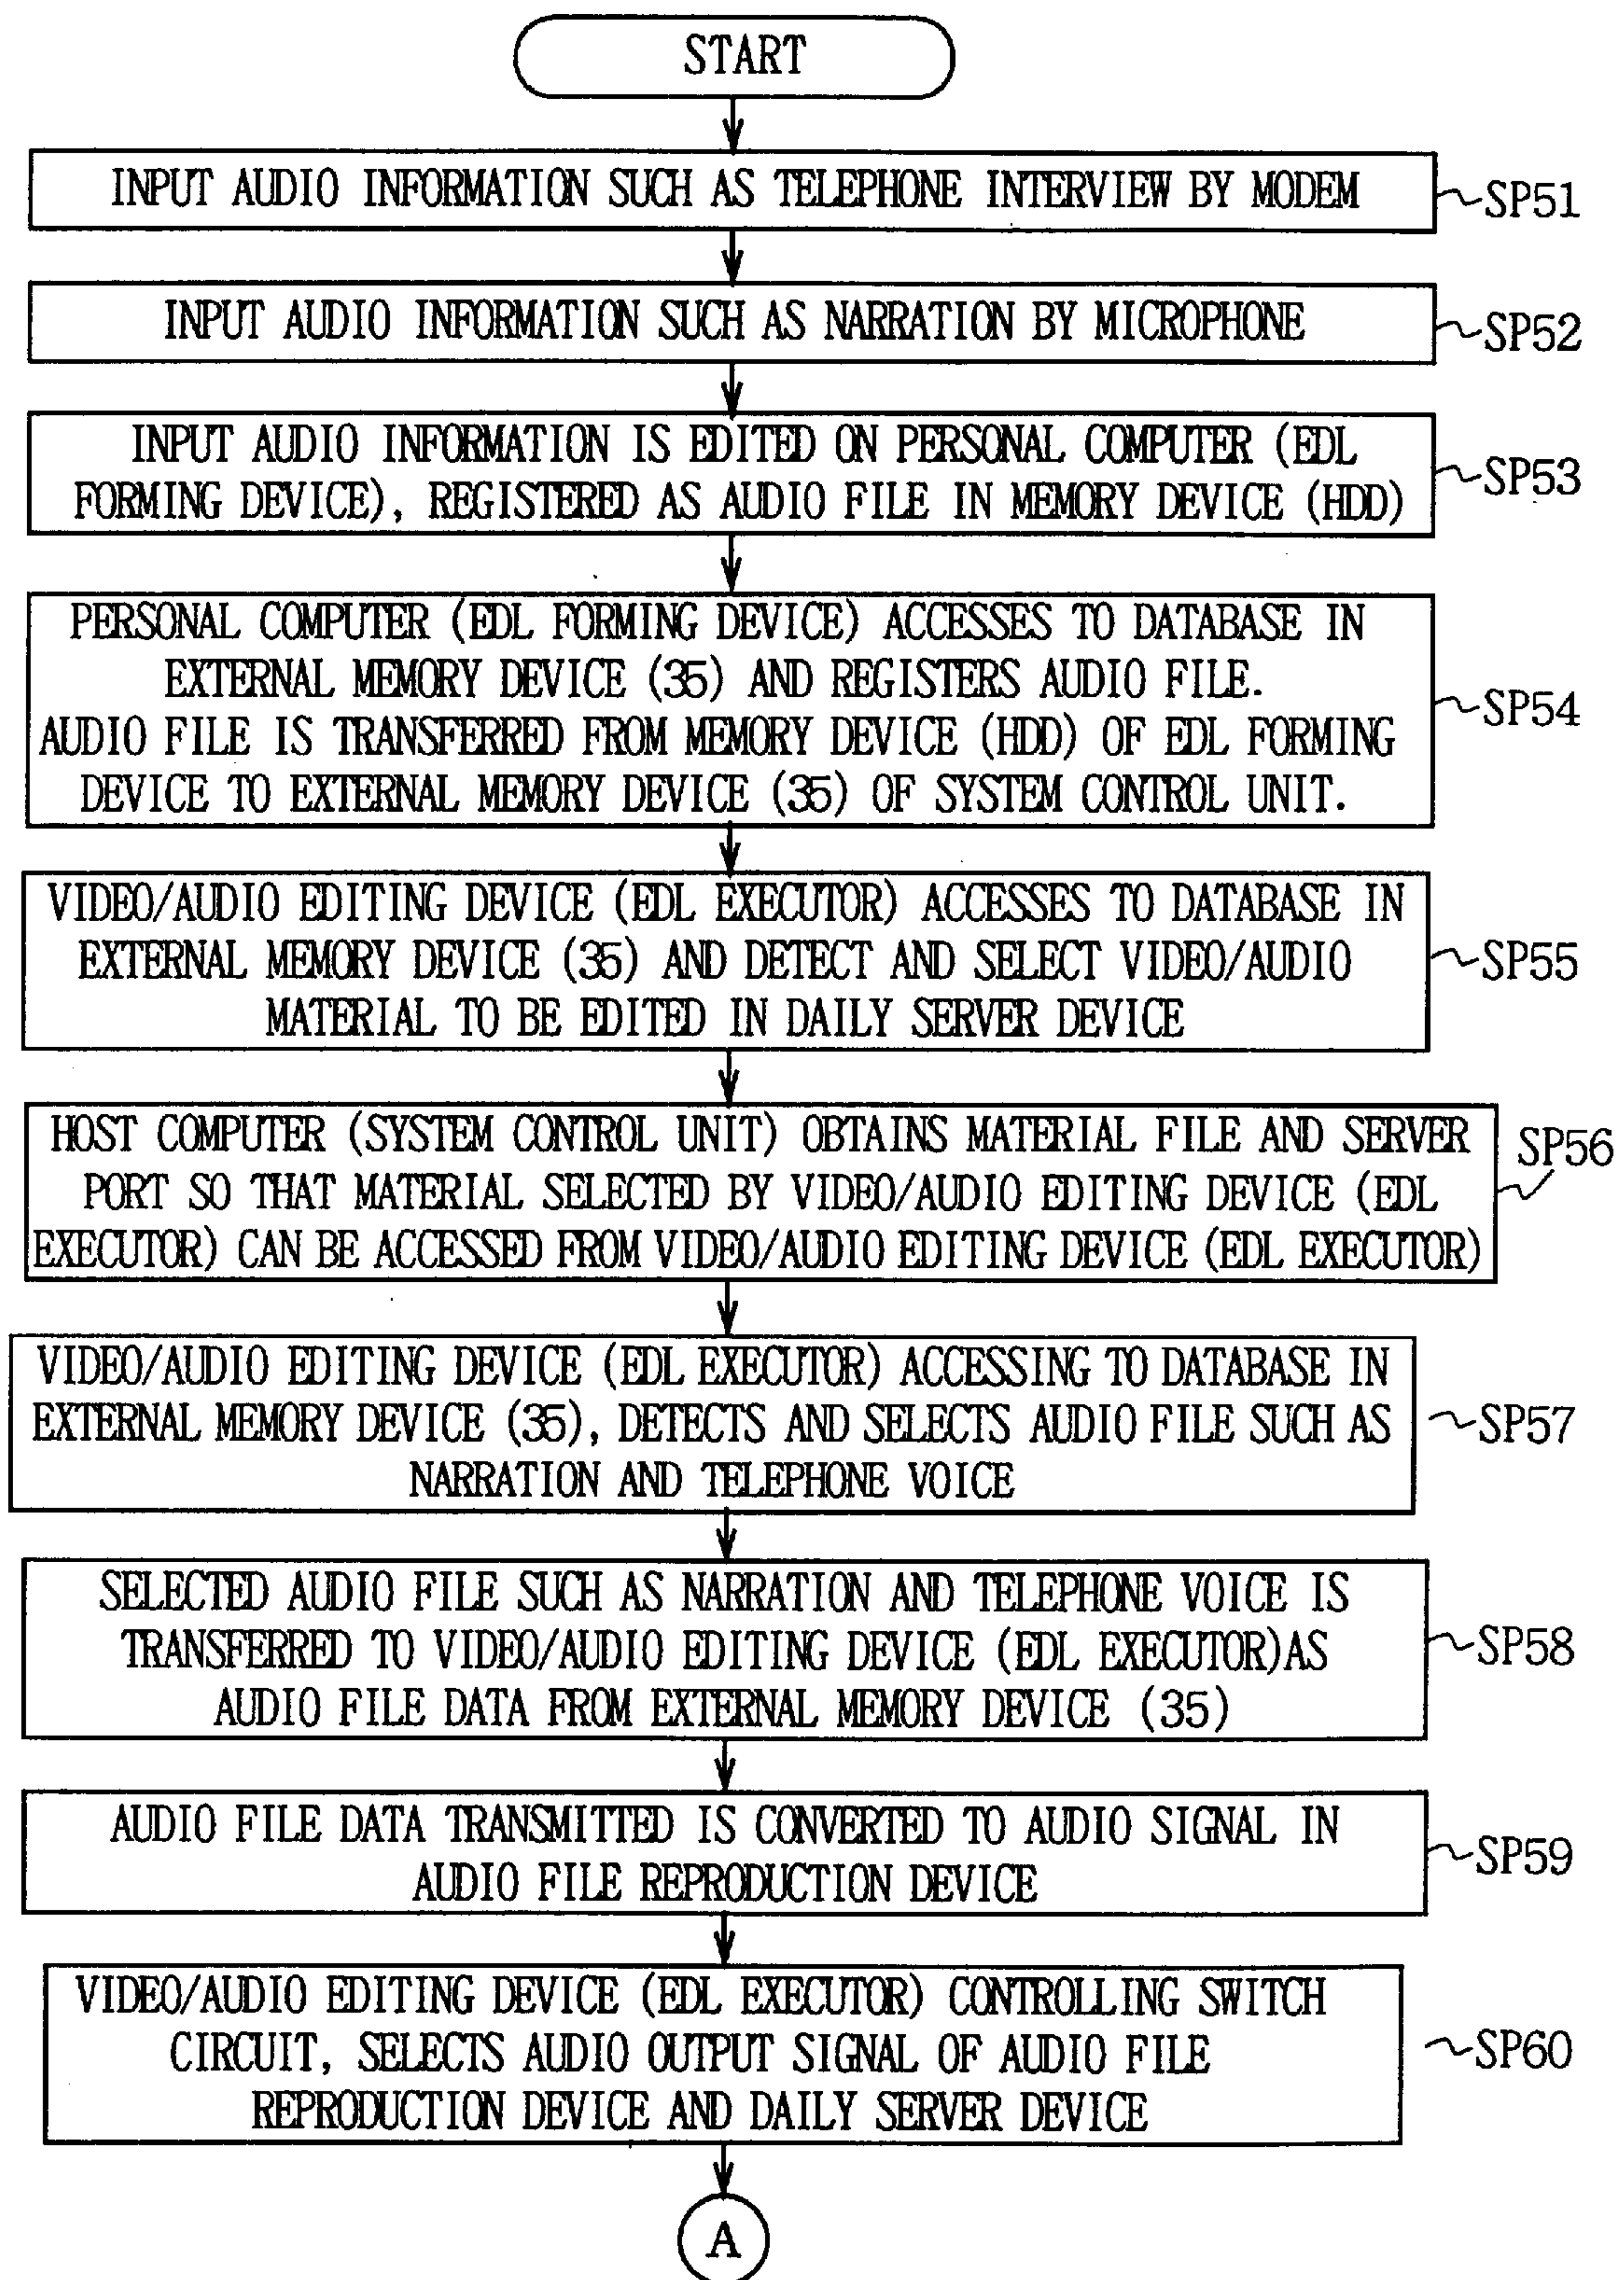 START
INPUT AUDIO INFORMATION SUCH AS TELEPHONE INTERVIEW BY MODEM
SP51
INPUT AUDIO INFORMATION SUCH AS NARRATION BY MICROPHONE
SP52
INPUT AUDIO INFORMATION IS EDITED ON PERSONAL COMPUTER (EDL
FORMING DEVICE), REGISTERED AS AUDIO FILE IN MEMORY DEVICE (HDD)
SP53
PERSONAL COMPUTER (EDL FORMING DEVICE) ACCESSES TO DATABASE IN
EXTERNAL MEMORY DEVICE (35) AND REGISTERS AUDIO FILE.
AUDIO FILE IS TRANSFERRED FROM MEMORY DEVICE (HDD) OF EDL FORMING
DEVICE TO EXTERNAL MEMORY DEVICE (35) OF SYSTEM CONTROL UNIT.
SP54
VIDEO/AUDIO EDITING DEVICE (EDL EXECUTOR) ACCESSES TO DATABASE IN
EXTERNAL MEMORY DEVICE (35) AND DETECT AND SELECT VIDEO/AUDIO
MATERIAL TO BE EDITED IN DAILY SERVER DEVICE
SP55
HOST COMPUTER (SYSTEM CONTROL UNIT) OBTAINS MATERIAL FILE AND SERVER
PORT SO THAT MATERIAL SELECTED BY VIDEO/AUDIO EDITING DEVICE (EDL
EXECUTOR) CAN BE ACCESSED FROM VIDEO/AUDIO EDITING DEVICE (EDL EXECUTOR)
SP56
VIDEO/AUDIO EDITING DEVICE (EDL EXECUTOR) ACCESSING TO DATABASE IN
EXTERNAL MEMORY DEVICE (35), DETECTS AND SELECTS AUDIO FILE SUCH AS
NARRATION AND TELEPHONE VOICE
SP57
SELECTED AUDIO FILE SUCH AS NARRATION AND TELEPHONE VOICE IS
TRANSFERRED TO VIDEO/AUDIO EDITING DEVICE (EDL EXECUTOR)AS
AUDIO FILE DATA FROM EXTERNAL MEMORY DEVICE (35)
SP58
AUDIO FILE DATA TRANSMITTED IS CONVERTED TO AUDIO SIGNAL IN
AUDIO FILE REPRODUCTION DEVICE
SP59
VIDEO/AUDIO EDITING DEVICE (EDL EXECUTOR) CONTROLLING SWITCH
CIRCUIT, SELECTS AUDIO OUTPUT SIGNAL OF AUDIO FILE
REPRODUCTION DEVICE AND DAILY SERVER DEVICE
SP60
A